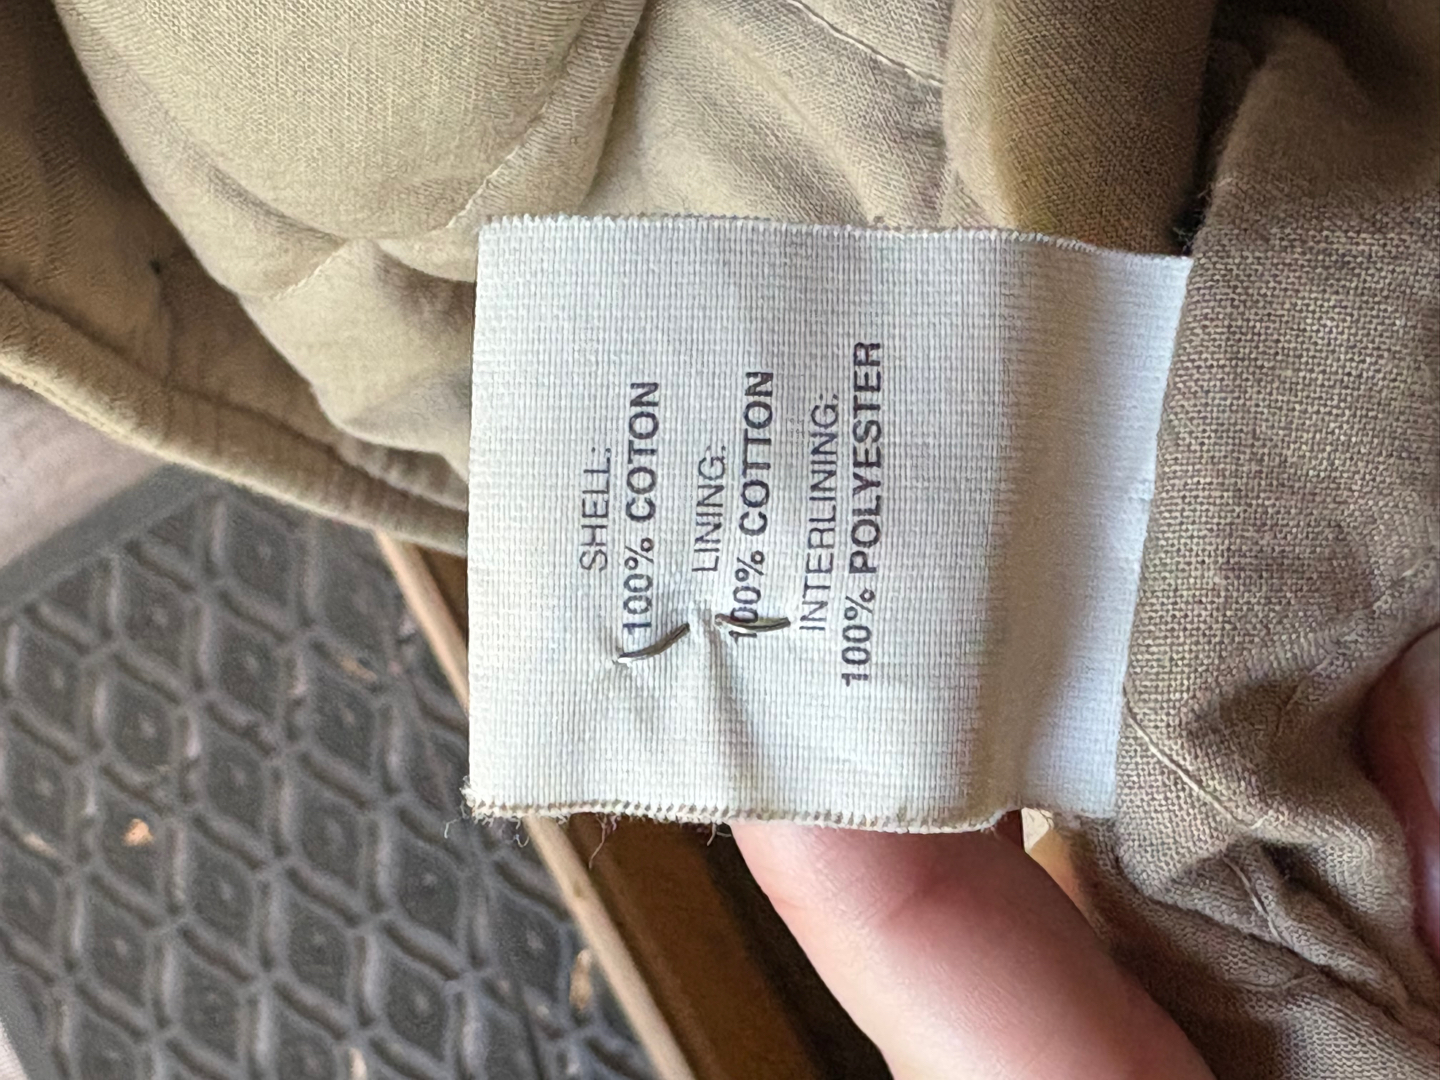 SHELL:
100% COTON
LINING:
100% COTTON
INTERLINING:
100% POLYESTER